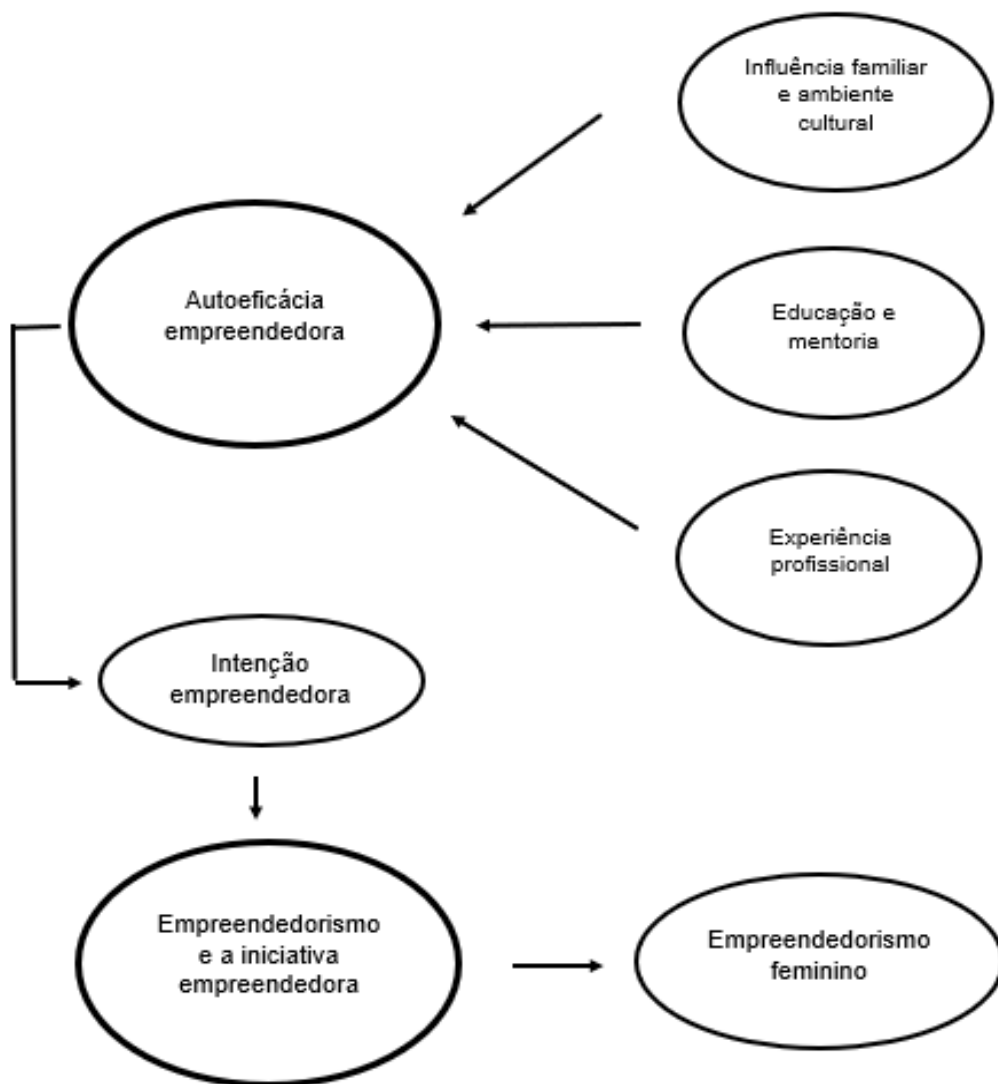 Influência familiar
e ambiente
cultural
Autoeficácia
empreendedora
Educação e
mentoria
Experiência
profissional
Intenção
empreendedora
Empreendedorismo
e a iniciativa
empreendedora
Empreendedorismo
feminino